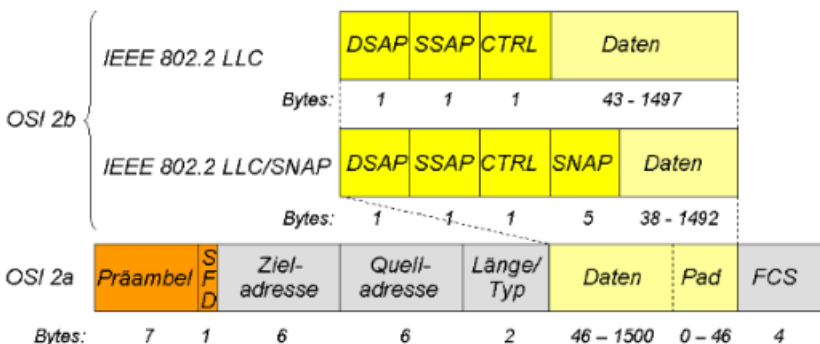 OSI 2b
IEEE 802.2 LLC
DSAP SSAP CTRL Daten
Bytes: 1 1 1 43 - 1497
IEEE 802.2 LLC/SNAP
DSAP SSAP CTRL SNAP Daten
Bytes: 1 1 1 5 38 - 1492
OSI 2a
Präambel
S
F
D
Ziel-
adresse
Quell-
adresse
Länge/
Typ
Daten
Pad
FCS
Bytes: 7 1 6 6 2 46 – 1500 0 – 46 4